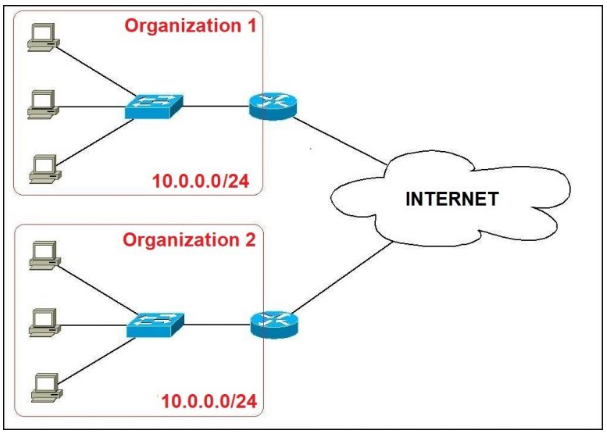 Organization 1
10.0.0.0/24
INTERNET
Organization 2
10.0.0.0/24